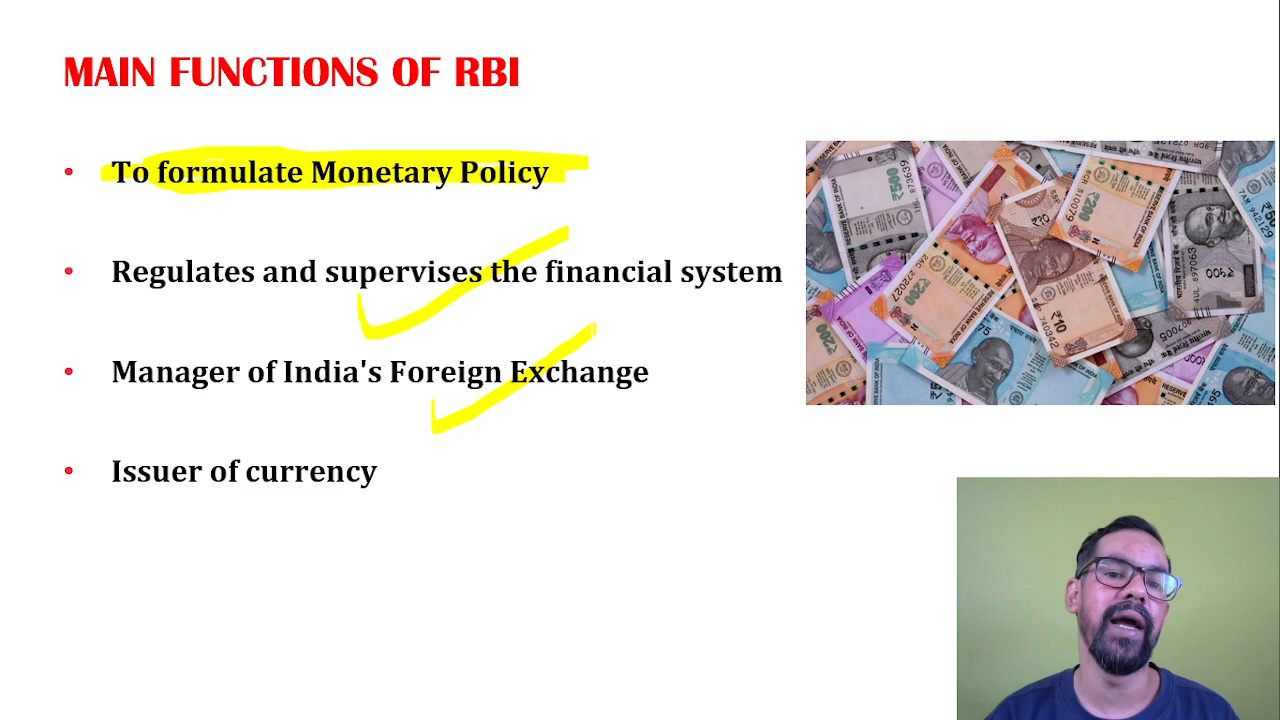 MAIN FUNCTIONS OF RBI
• To formulate Monetary Policy
• Regulates and supervises the financial system
• Manager of India's Foreign Exchange
• Issuer of currency